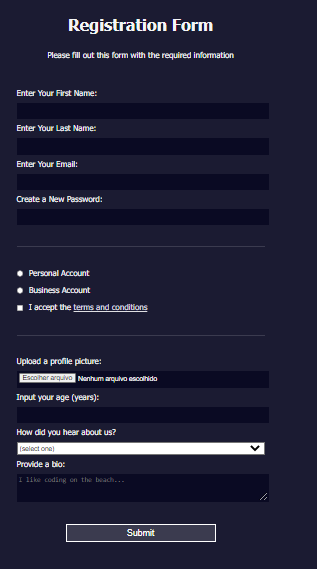 Registration Form
Please fill out this form with the required information
Enter Your First Name:
Enter Your Last Name:
Enter Your Email:
Create a New Password:
Personal Account
Business Account
I accept the terms and conditions
Upload a profile picture:
Escolher arquivo Nenhum arquivo escolhido
Input your age (years):
How did you hear about us?
(select one)
Provide a bio:
I like coding on the beach...
Submit